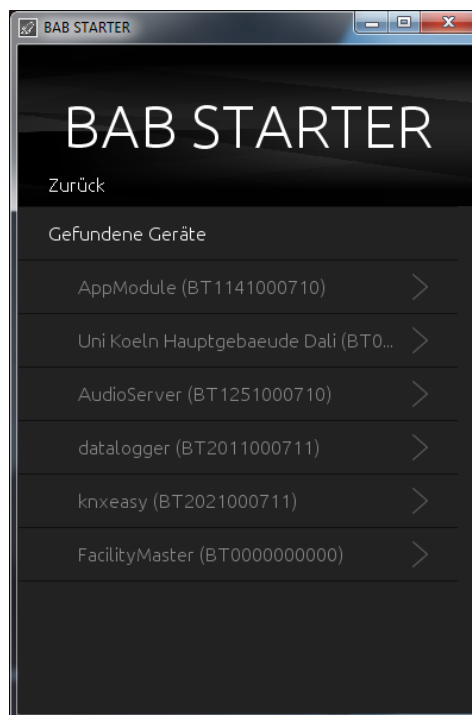 BAB STARTER
BAB STARTER
Zurück
Gefundene Geräte
AppModule (BT1141000710)
Uni Koeln Hauptgebaeude Dali (BT0...
AudioServer (BT1251000710)
datalogger (BT2011000711)
knxeasy (BT2021000711)
FacilityMaster (BT0000000000)